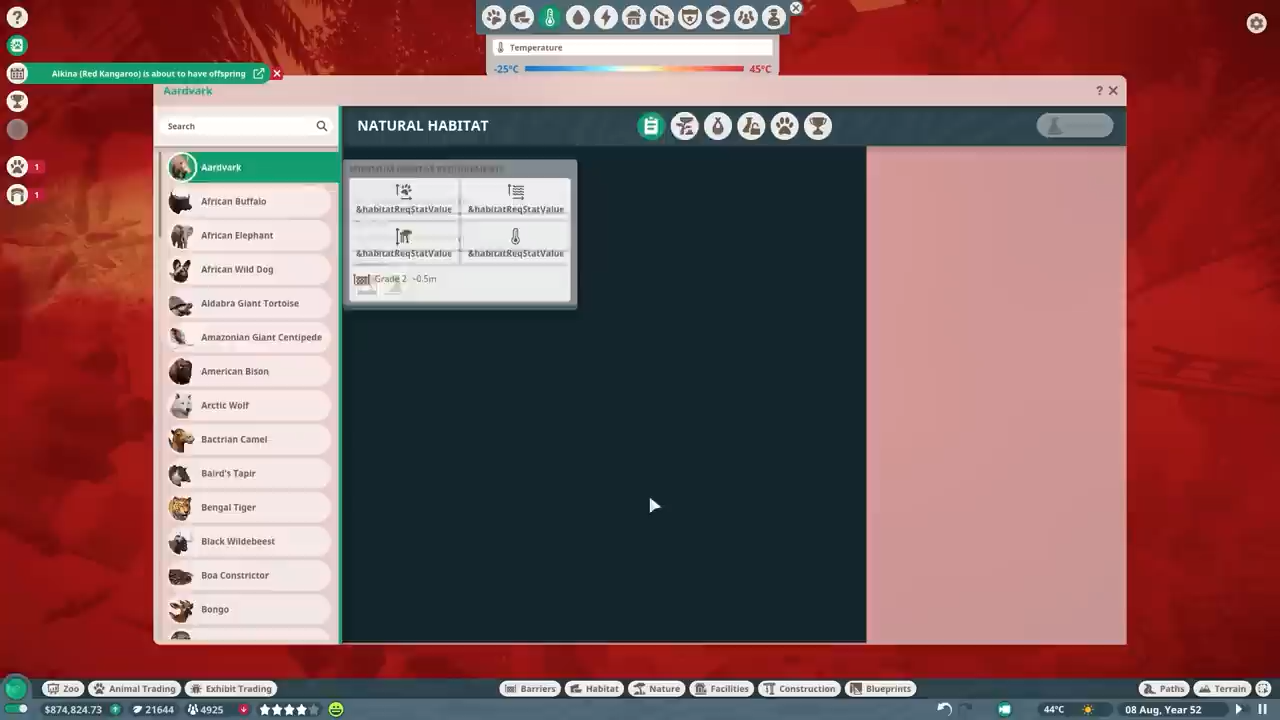 Temperature
-25°C 45°C
Alkina (Red Kangaroo) is about to have offspring
Aardvark
?
Search
NATURAL HABITAT
Aardvark
African Buffalo
African Elephant
African Wild Dog
Aldabra Giant Tortoise
Amazonian Giant Centipede
American Bison
Arctic Wolf
Bactrian Camel
Baird's Tapir
Bengal Tiger
Black Wildebeest
Boa Constrictor
Bongo
&habitatReqStatValue &habitatReqStatValue
&habitatReqStatValue &habitatReqStatValue
Grade 2 ~0.5m
1
1
Zoo Animal Trading Exhibit Trading Barriers Habitat Nature Facilities Construction Blueprints Paths Terrain
$874,824.73 21644 4925 44°C 08 Aug, Year 52